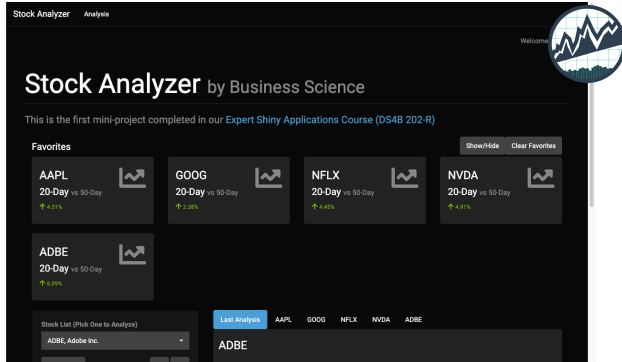 Stock Analyzer Analysis
Welcome
Stock Analyzer by Business Science
This is the first mini-project completed in our Expert Shiny Applications Course (DS4B 202-R)
Favorites Show/Hide Clear Favorites
AAPL GOOG NFLX NVDA
20-Day vs 50-Day 20-Day vs 50-Day 20-Day vs 50-Day 20-Day vs 50-Day
4.51% 2.38% 4.45% 4.91%
ADBE
20-Day vs 50-Day
6.09%
Stock List (Pick One to Analyze) Last Analysis AAPL GOOG NFLX NVDA ADBE
ADBE, Adobe Inc. ADBE